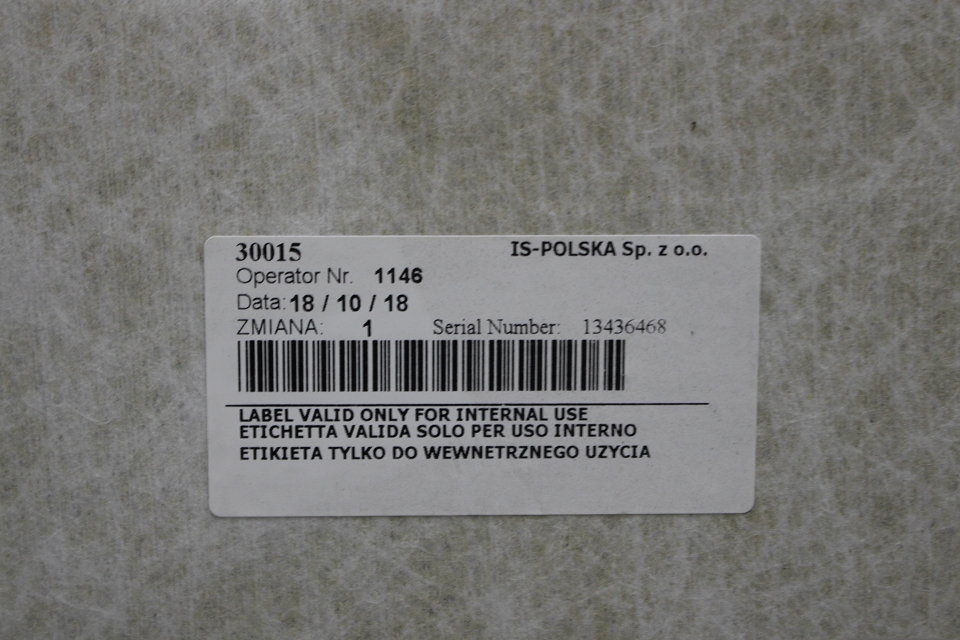 30015 IS-POLSKA Sp. z o.o.
Operator Nr. 1146
Data: 18 / 10 / 18
ZMIANA: 1 Serial Number: 13436468
LABEL VALID ONLY FOR INTERNAL USE
ETICHETTA VALIDA SOLO PER USO INTERNO
ETIKIETA TYLKO DO WEWNETRZNEGO UZYCIA